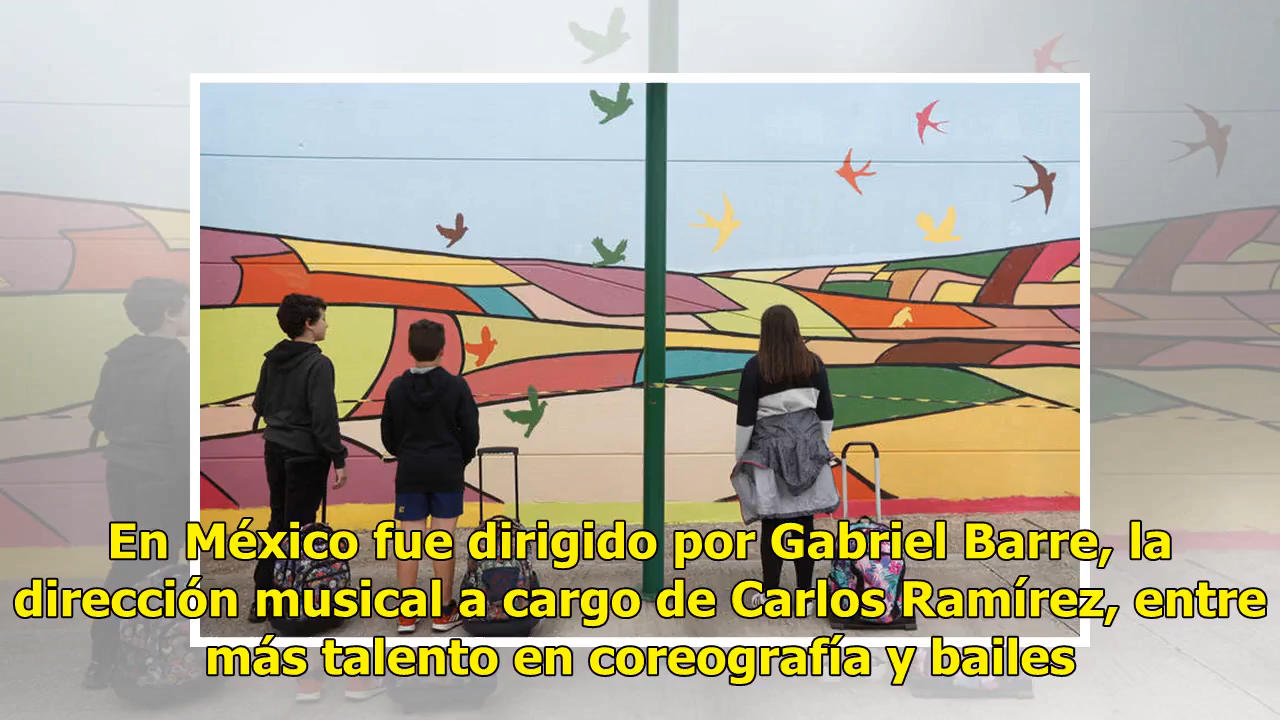 En México fue dirigido por Gabriel Barre, la
dirección musical a cargo de Carlos Ramírez, entre
más talento en coreografía y bailes